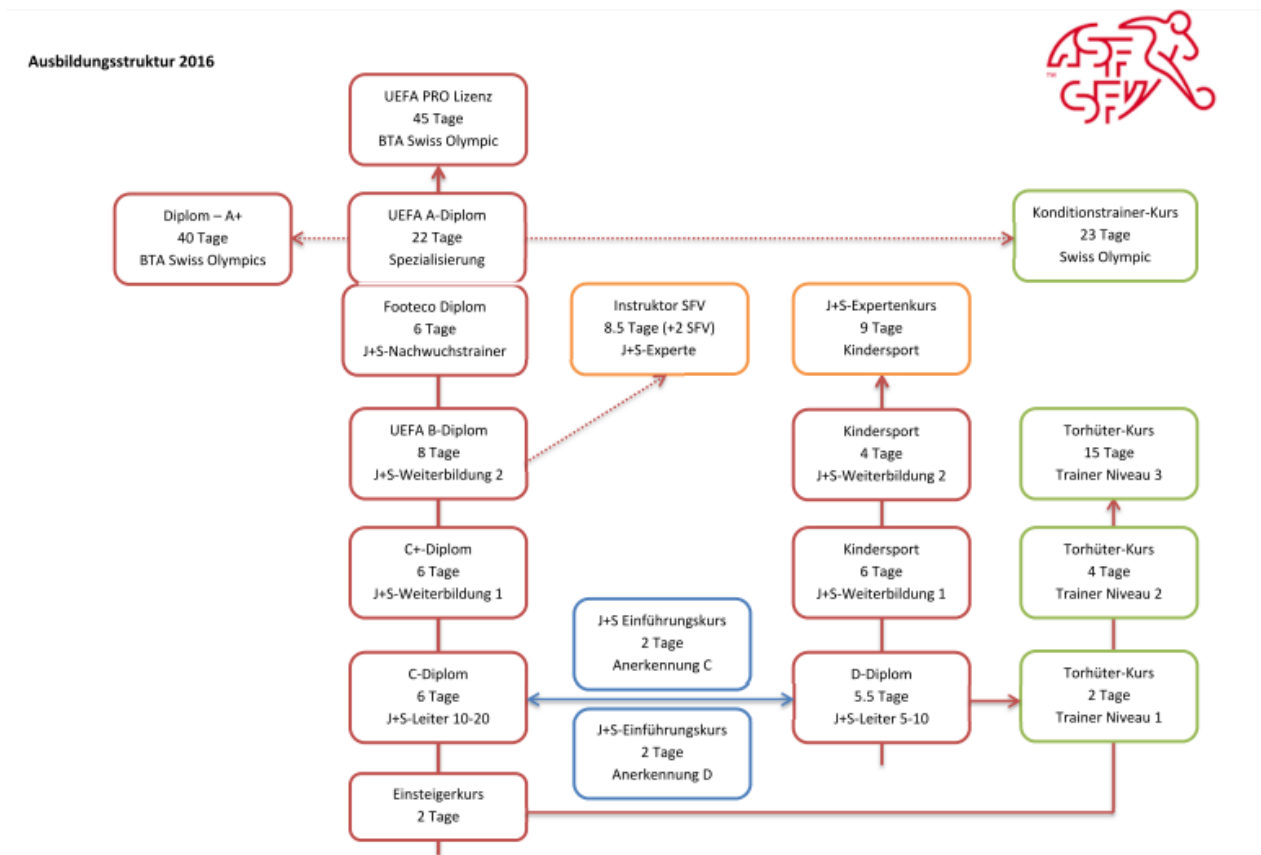 Ausbildungsstruktur 2016
ASF
SFV
™
UEFA PRO Lizenz
45 Tage
BTA Swiss Olympic
Diplom – A+
40 Tage
BTA Swiss Olympics
UEFA A-Diplom
22 Tage
Spezialisierung
Konditionstrainer-Kurs
23 Tage
Swiss Olympic
Footeco Diplom
6 Tage
J+S-Nachwuchstrainer
Instruktor SFV
8.5 Tage (+2 SFV)
J+S-Experte
J+S-Expertenkurs
9 Tage
Kindersport
UEFA B-Diplom
8 Tage
J+S-Weiterbildung 2
Kindersport
4 Tage
J+S-Weiterbildung 2
Torhüter-Kurs
15 Tage
Trainer Niveau 3
C+-Diplom
6 Tage
J+S-Weiterbildung 1
Kindersport
6 Tage
J+S-Weiterbildung 1
Torhüter-Kurs
4 Tage
Trainer Niveau 2
J+S Einführungskurs
2 Tage
Anerkennung C
C-Diplom
6 Tage
J+S-Leiter 10-20
D-Diplom
5.5 Tage
J+S-Leiter 5-10
Torhüter-Kurs
2 Tage
Trainer Niveau 1
J+S-Einführungskurs
2 Tage
Anerkennung D
Einsteigerkurs
2 Tage